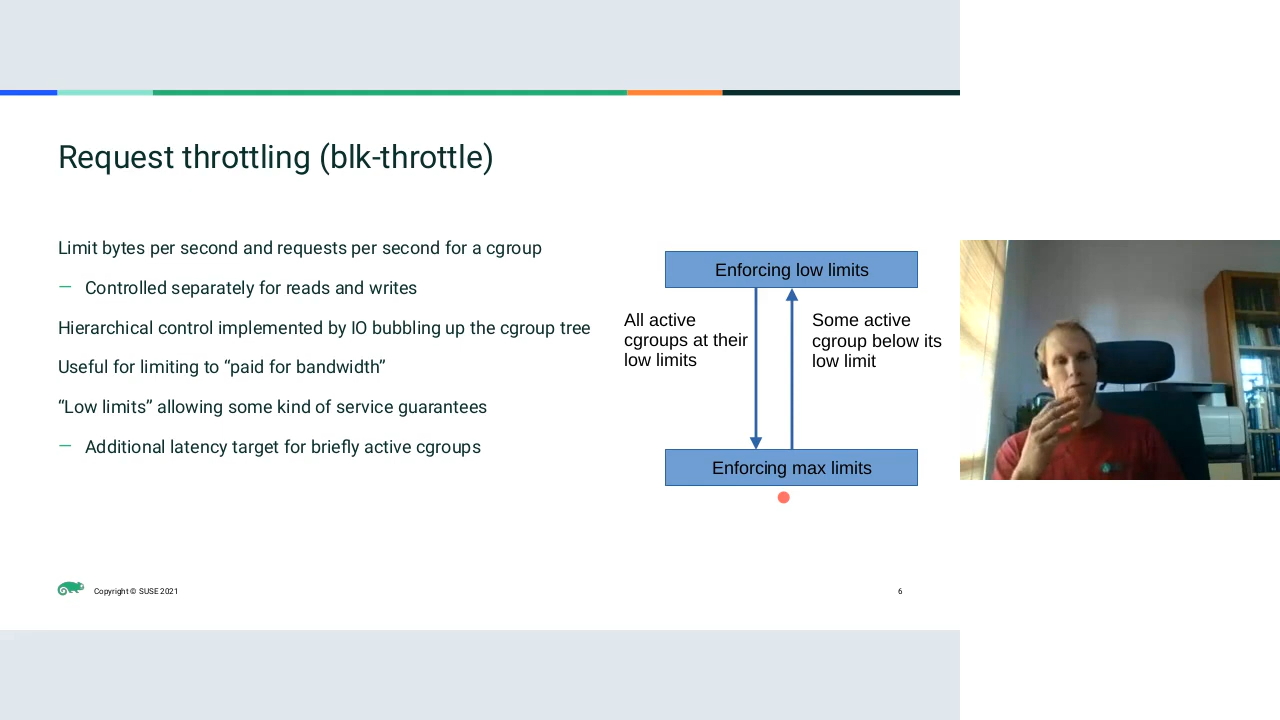 Request throttling (blk-throttle)
Limit bytes per second and requests per second for a cgroup
— Controlled separately for reads and writes
Hierarchical control implemented by IO bubbling up the cgroup tree
Useful for limiting to “paid for bandwidth”
“Low limits” allowing some kind of service guarantees
— Additional latency target for briefly active cgroups
Enforcing low limits
All active
cgroups at their
low limits
Some active
cgroup below its
low limit
Enforcing max limits
Copyright © SUSE 2021
6